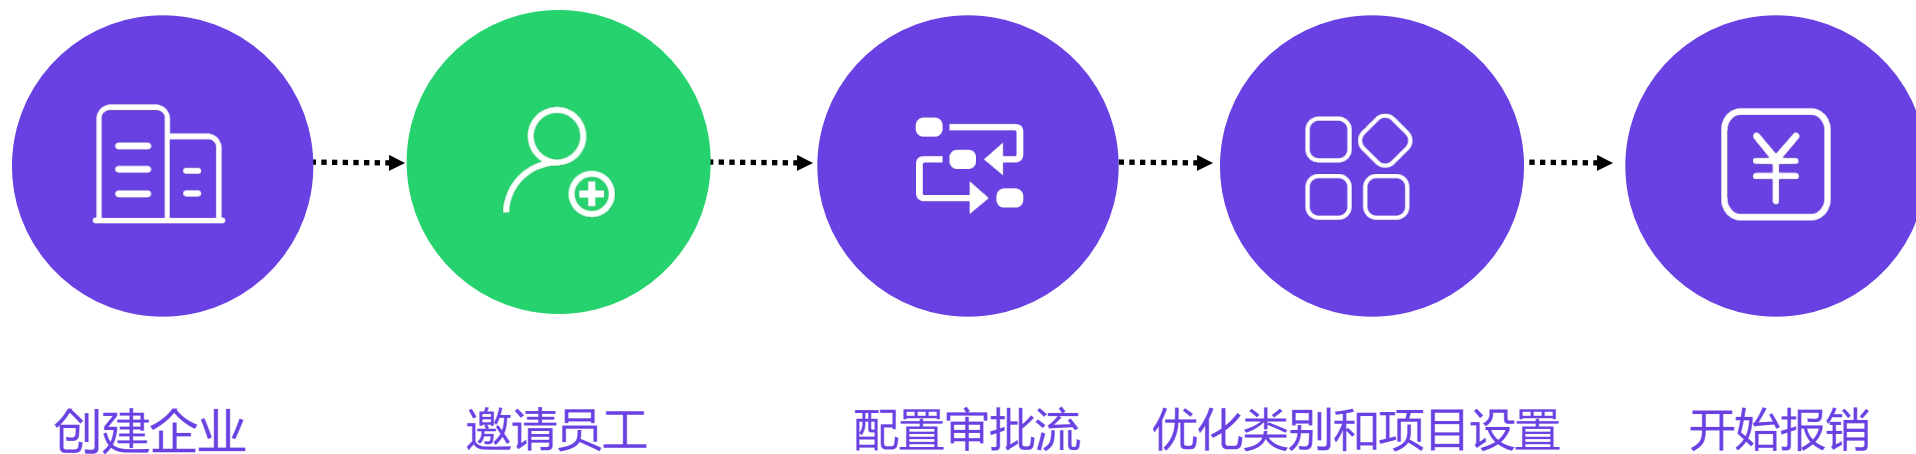 创建企业
邀请员工
配置审批流
优化类别和项目设置
开始报销